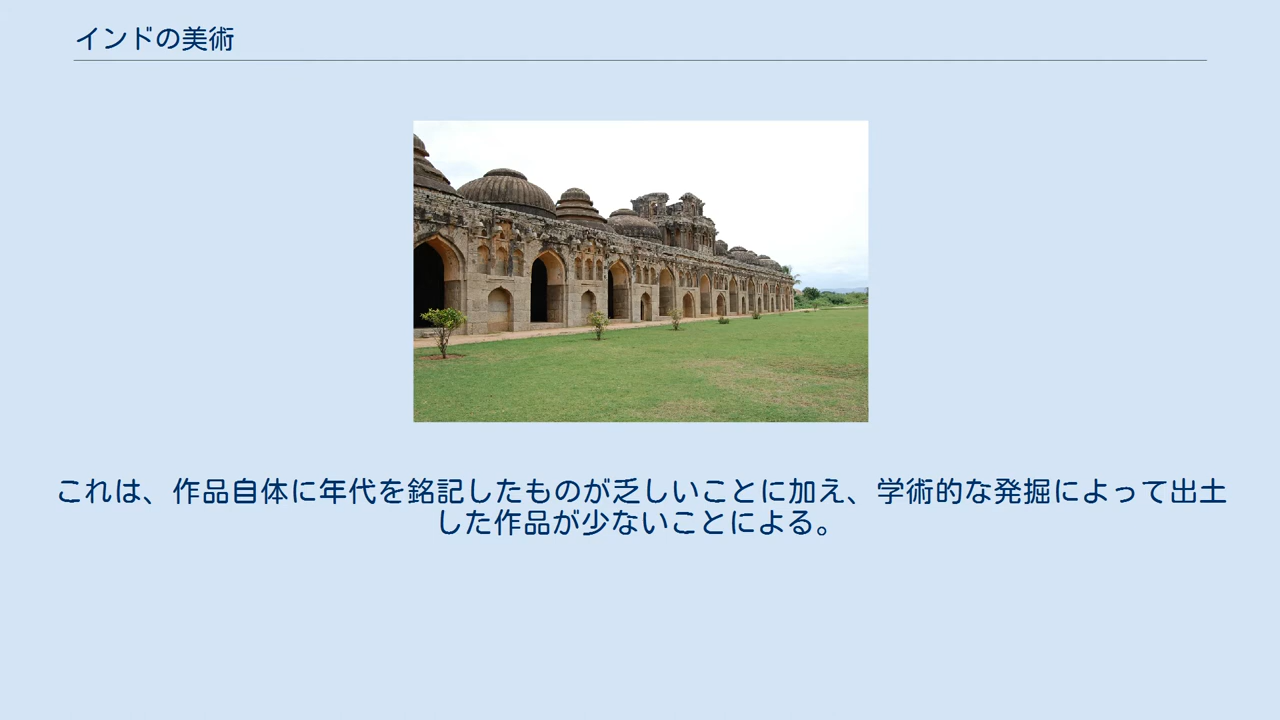 インドの美術
これは、作品自体に年代を銘記したものが乏しいことに加え、学術的な発掘によって出土
した作品が少ないことによる。